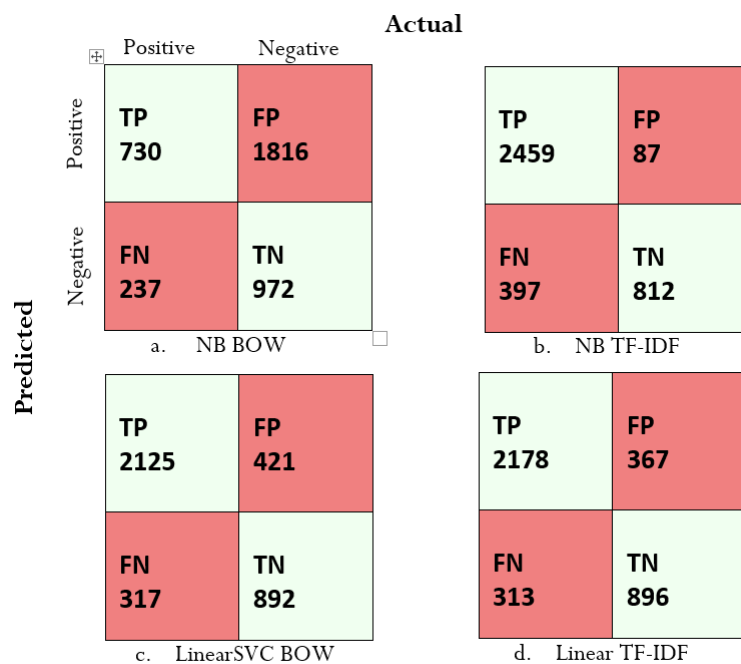 Actual
Positive Negative
Predicted
Positive
Negative
TP FP
730 1816
FN TN
237 972
a. NB BOW
TP FP
2459 87
FN TN
397 812
b. NB TF-IDF
TP FP
2125 421
FN TN
317 892
c. LinearSVC BOW
TP FP
2178 367
FN TN
313 896
d. Linear TF-IDF